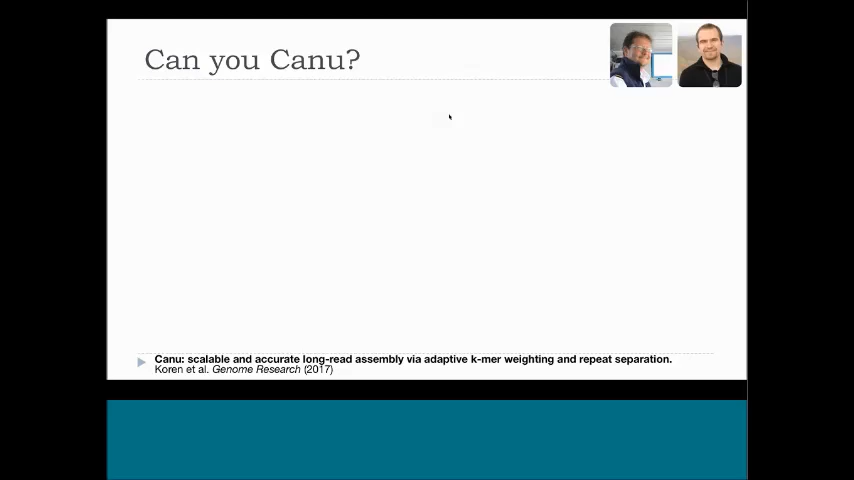 Can you Canu?
Canu: scalable and accurate long-read assembly via adaptive k-mer weighting and repeat separation.
Koren et al. Genome Research (2017)